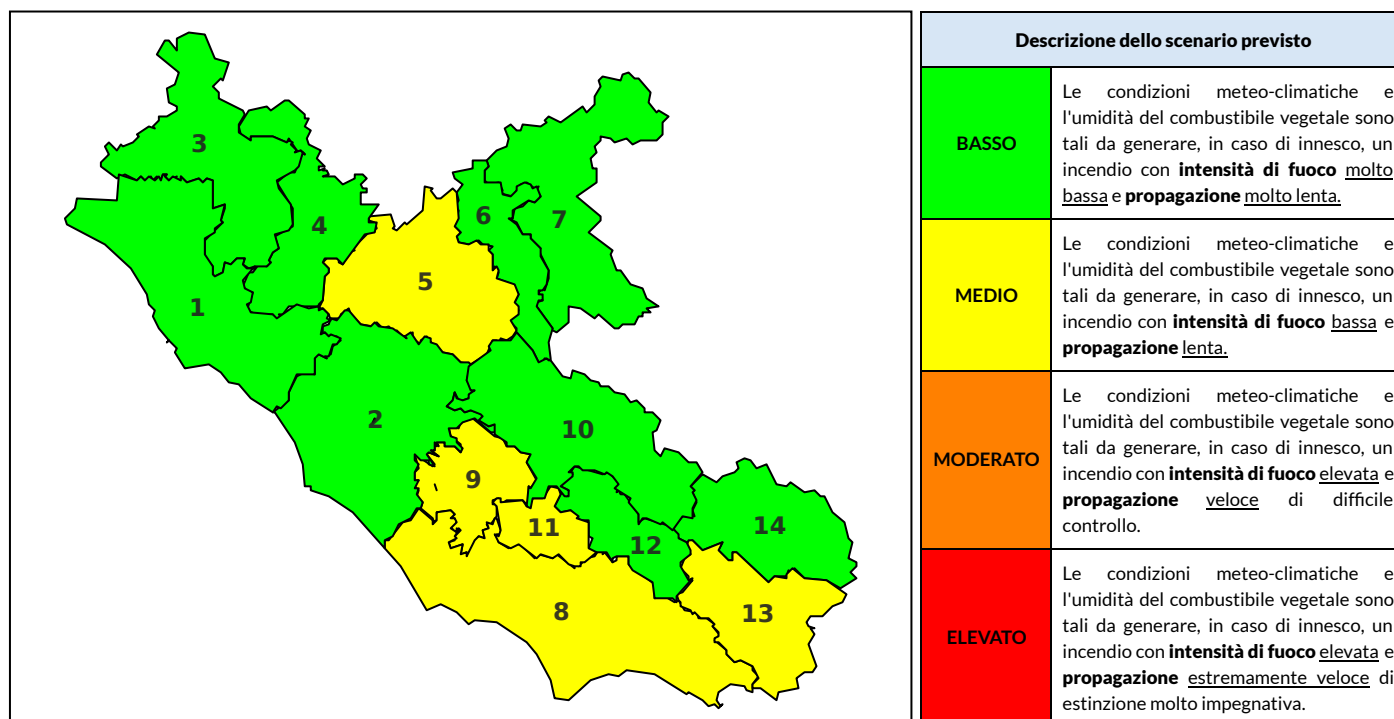 3
4
6
7
5
1
2
10
9
11
12
14
8
13
Descrizione dello scenario previsto
BASSO
Le condizioni meteo-climatiche e
l'umidità del combustibile vegetale sono
tali da generare, in caso di innesco, un
incendio con intensità di fuoco molto
bassa e propagazione molto lenta.
MEDIO
Le condizioni meteo-climatiche e
l'umidità del combustibile vegetale sono
tali da generare, in caso di innesco, un
incendio con intensità di fuoco bassa e
propagazione lenta.
MODERATO
Le condizioni meteo-climatiche e
l'umidità del combustibile vegetale sono
tali da generare, in caso di innesco, un
incendio con intensità di fuoco elevata e
propagazione veloce di difficile
controllo.
ELEVATO
Le condizioni meteo-climatiche e
l'umidità del combustibile vegetale sono
tali da generare, in caso di innesco, un
incendio con intensità di fuoco elevata e
propagazione estremamente veloce di
estinzione molto impegnativa.